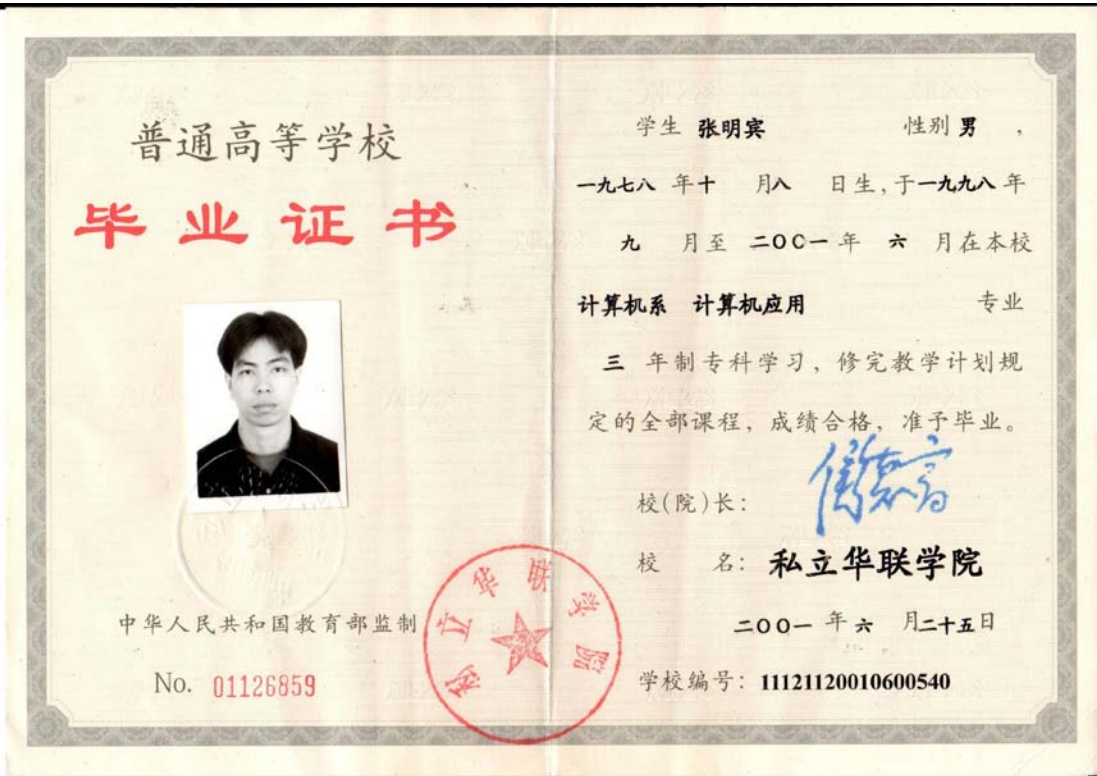 普通高等学校
毕业证书
中华人民共和国教育部监制
No. 01126859
学生 张明宾 性别 男 ,
一九七八 年十 月八 日生,于一九九八 年
九 月至 二00一 年 六 月在本校
计算机系 计算机应用 专业
三 年制专科学习，修完教学计划规
定的全部课程，成绩合格，准予毕业。
校(院)长：
校 名： 私立华联学院
二00一 年 六 月二十五日
学校编号：11121120010600540
私立华联学院